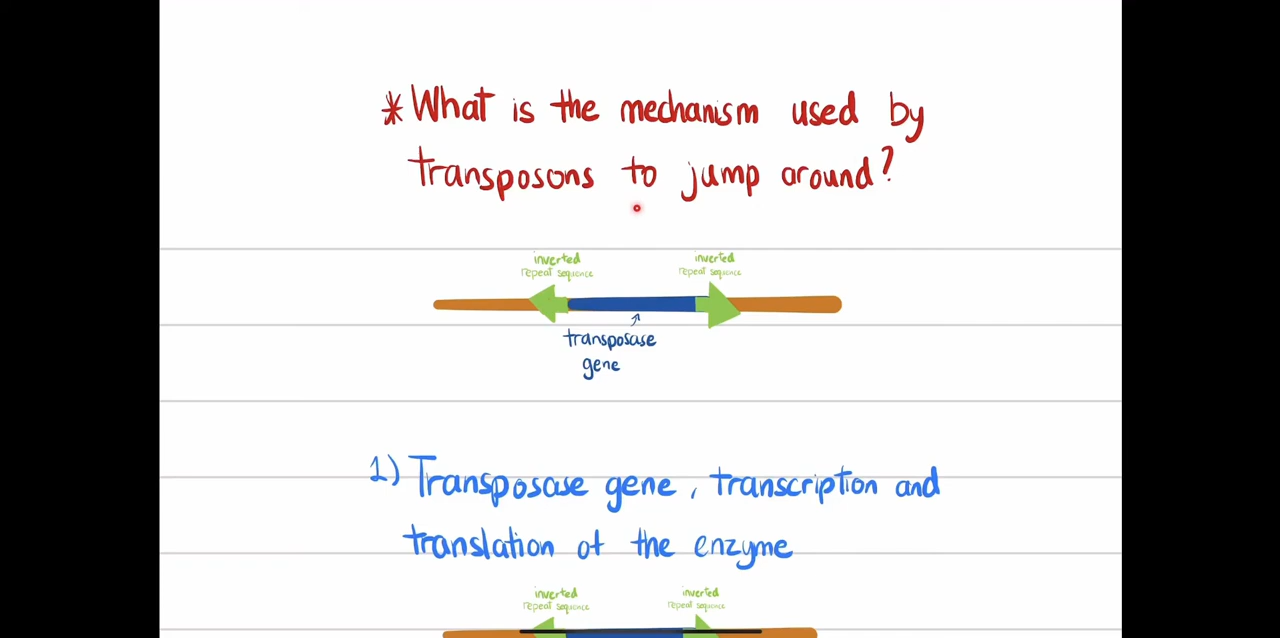 *What is the mechanism used by
transposons to jump around?
inverted
repeat sequence
inverted
repeat sequence
transposase
gene
1) Transposase gene, transcription and
translation of the enzyme
inverted
repeat sequence
inverted
repeat sequence